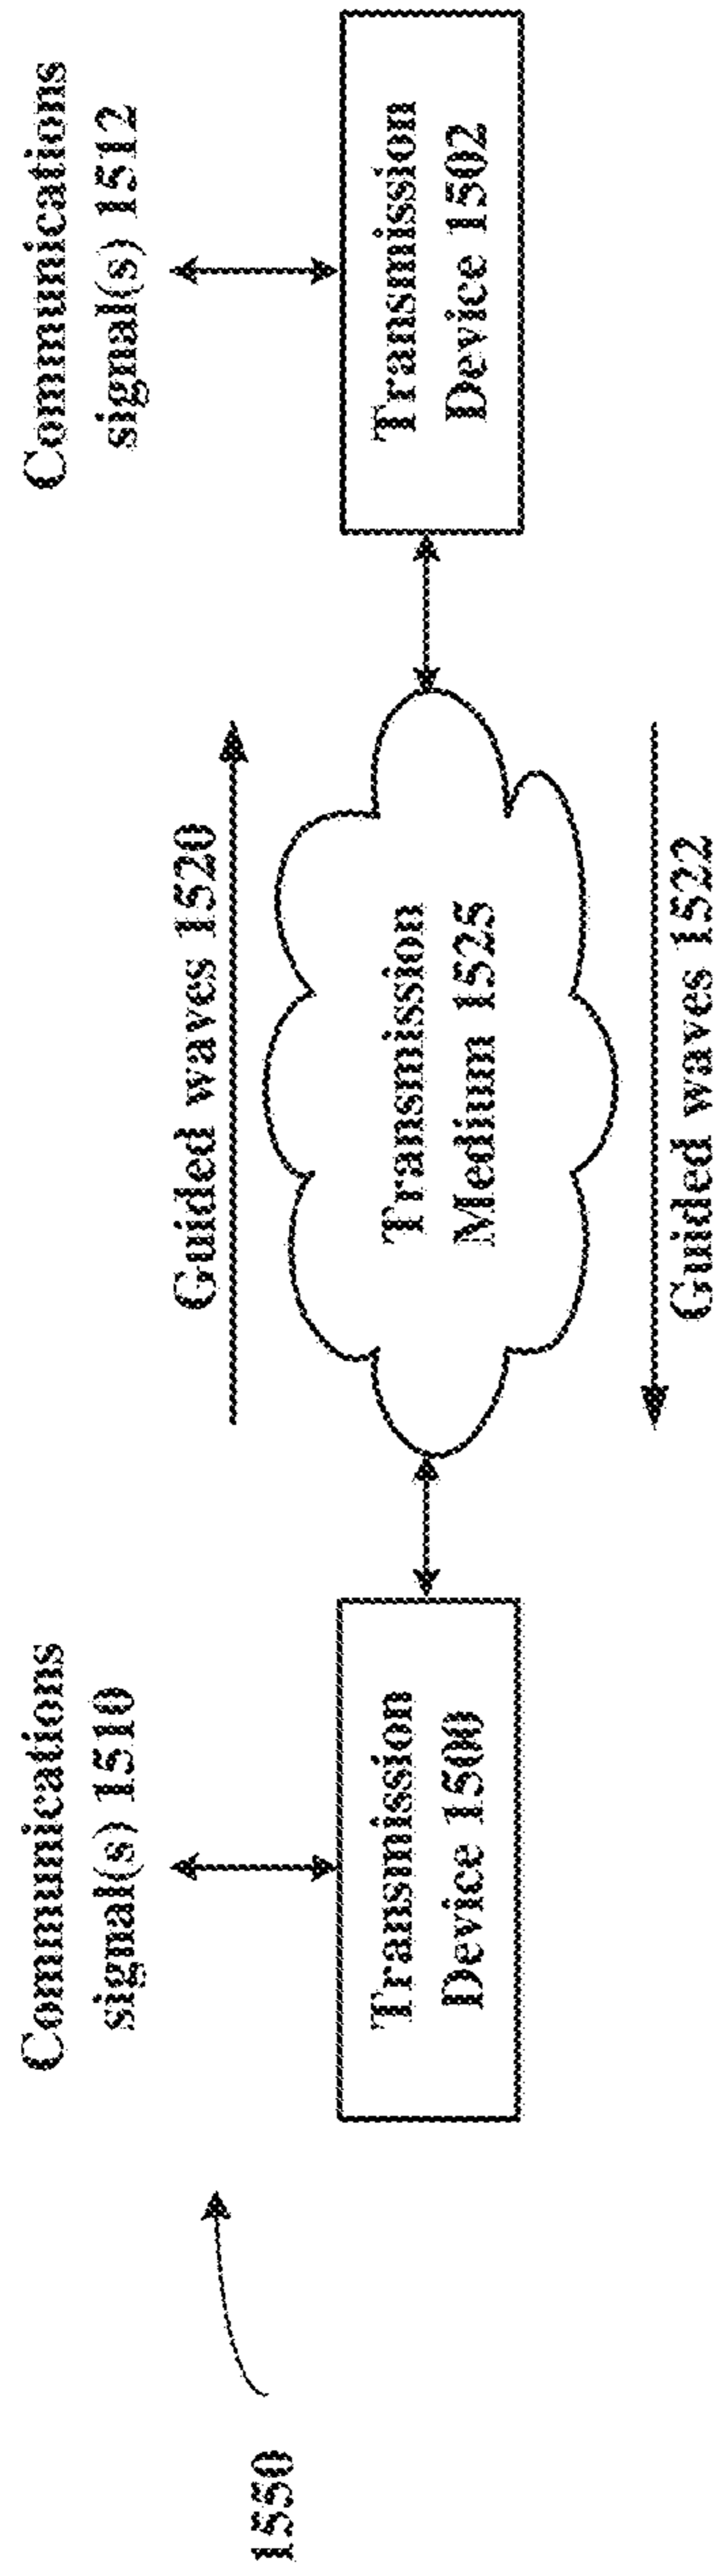 Communications
signal(s) 1510
Communications
signal(s) 1512
Guided waves 1520
Transmission
Device 1500
Transmission
Medium 1525
Transmission
Device 1502
Guided waves 1522
1550